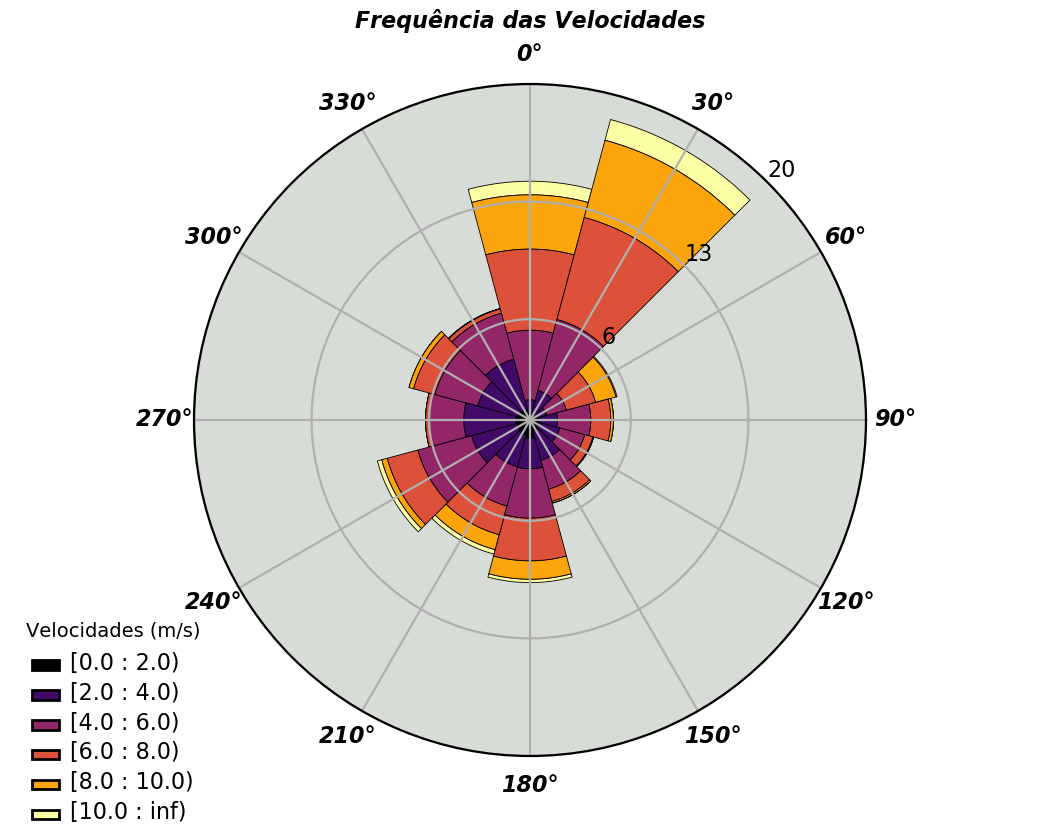 Frequência das Velocidades
0°
330°
30°
20
300°
60°
13
6
270°
90°
240°
120°
210°
150°
180°
Velocidades (m/s)
[0.0 : 2.0)
[2.0 : 4.0)
[4.0 : 6.0)
[6.0 : 8.0)
[8.0 : 10.0)
[10.0 : inf)